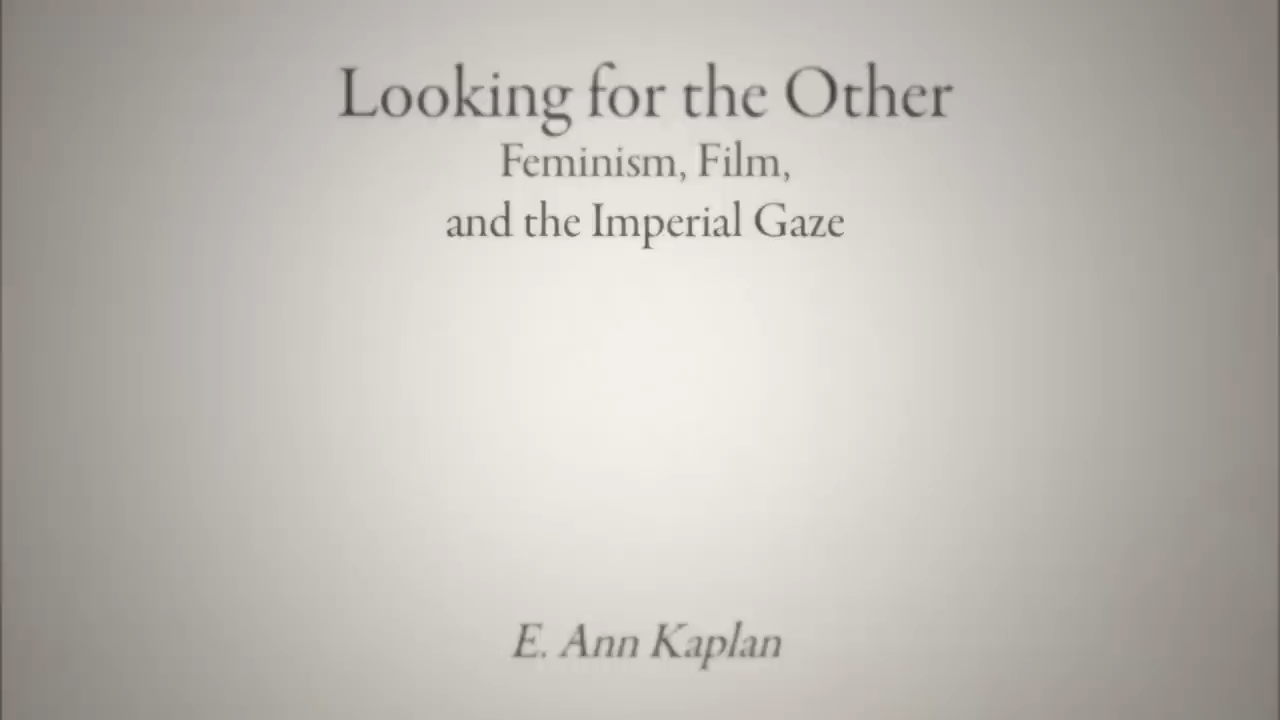 Looking for the Other
Feminism, Film,
and the Imperial Gaze
E. Ann Kaplan